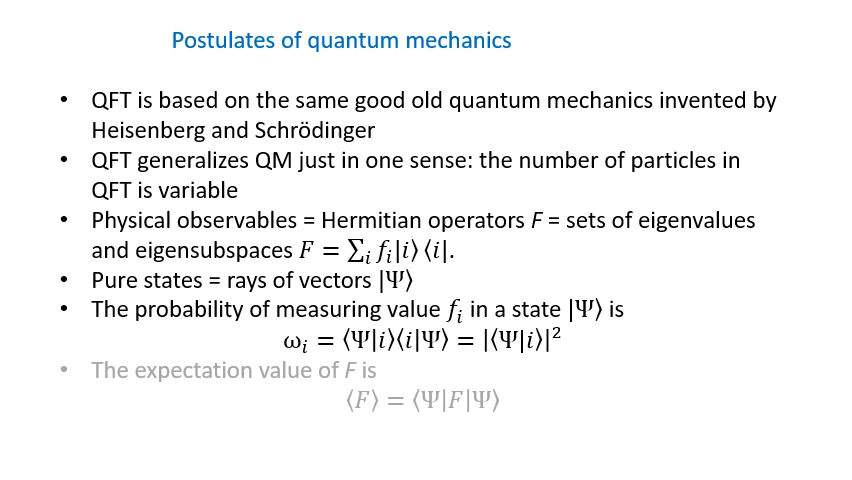 Postulates of quantum mechanics
• QFT is based on the same good old quantum mechanics invented by
Heisenberg and Schrödinger
• QFT generalizes QM just in one sense: the number of particles in
QFT is variable
• Physical observables = Hermitian operators F = sets of eigenvalues
and eigensubspaces F = ∑ᵢ fᵢ|i⟩⟨i|.
• Pure states = rays of vectors |Ψ⟩
• The probability of measuring value fᵢ in a state |Ψ⟩ is
ωᵢ = ⟨Ψ|i⟩⟨i|Ψ⟩ = |⟨Ψ|i⟩|²
• The expectation value of F is
⟨F⟩ = ⟨Ψ|F|Ψ⟩